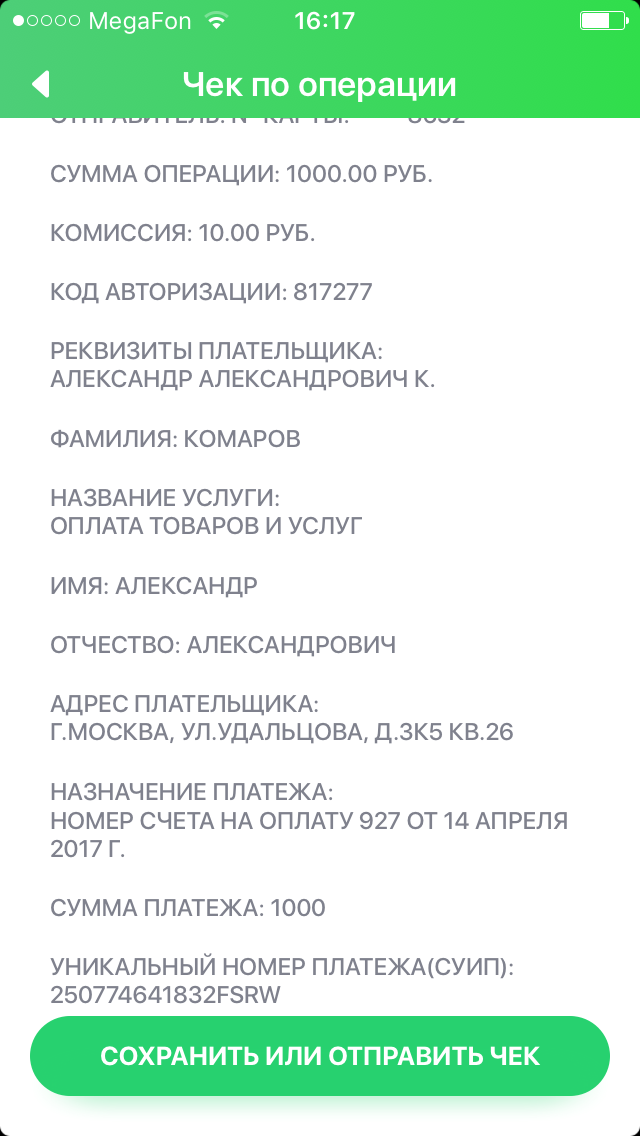 MegaFon 16:17
Чек по операции
СУММА ОПЕРАЦИИ: 1000.00 РУБ.
КОМИССИЯ: 10.00 РУБ.
КОД АВТОРИЗАЦИИ: 817277
РЕКВИЗИТЫ ПЛАТЕЛЬЩИКА:
АЛЕКСАНДР АЛЕКСАНДРОВИЧ К.
ФАМИЛИЯ: КОМАРОВ
НАЗВАНИЕ УСЛУГИ:
ОПЛАТА ТОВАРОВ И УСЛУГ
ИМЯ: АЛЕКСАНДР
ОТЧЕСТВО: АЛЕКСАНДРОВИЧ
АДРЕС ПЛАТЕЛЬЩИКА:
Г.МОСКВА, УЛ.УДАЛЬЦОВА, Д.3К5 КВ.26
НАЗНАЧЕНИЕ ПЛАТЕЖА:
НОМЕР СЧЕТА НА ОПЛАТУ 927 ОТ 14 АПРЕЛЯ
2017 Г.
СУММА ПЛАТЕЖА: 1000
УНИКАЛЬНЫЙ НОМЕР ПЛАТЕЖА(СУИП):
250774641832FSRW
СОХРАНИТЬ ИЛИ ОТПРАВИТЬ ЧЕК